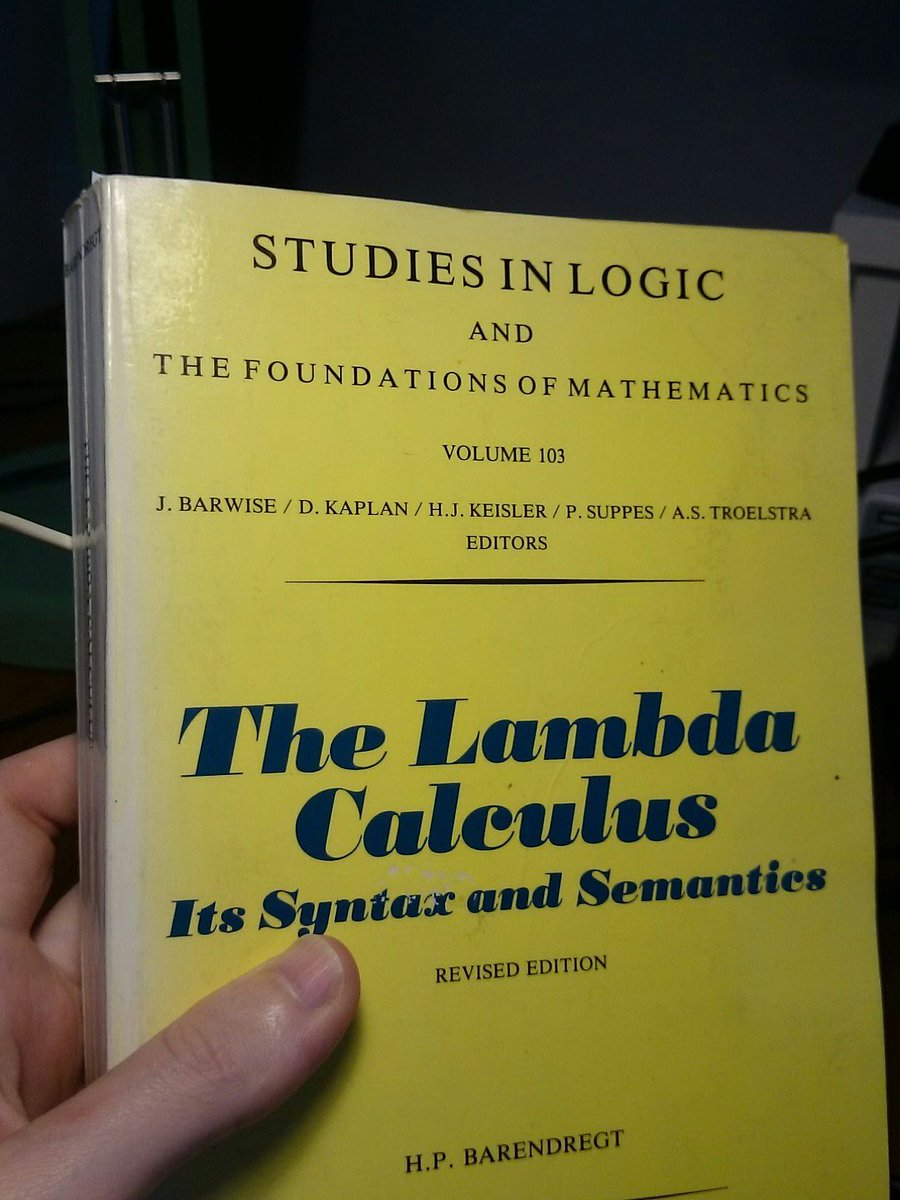 STUDIES IN LOGIC
AND
THE FOUNDATIONS OF MATHEMATICS
VOLUME 103
J. BARWISE / D. KAPLAN / H.J. KEISLER / P. SUPPES / A.S. TROELSTRA
EDITORS
The Lambda
Calculus
Its Syntax and Semantics
REVISED EDITION
H.P. BARENDREGT